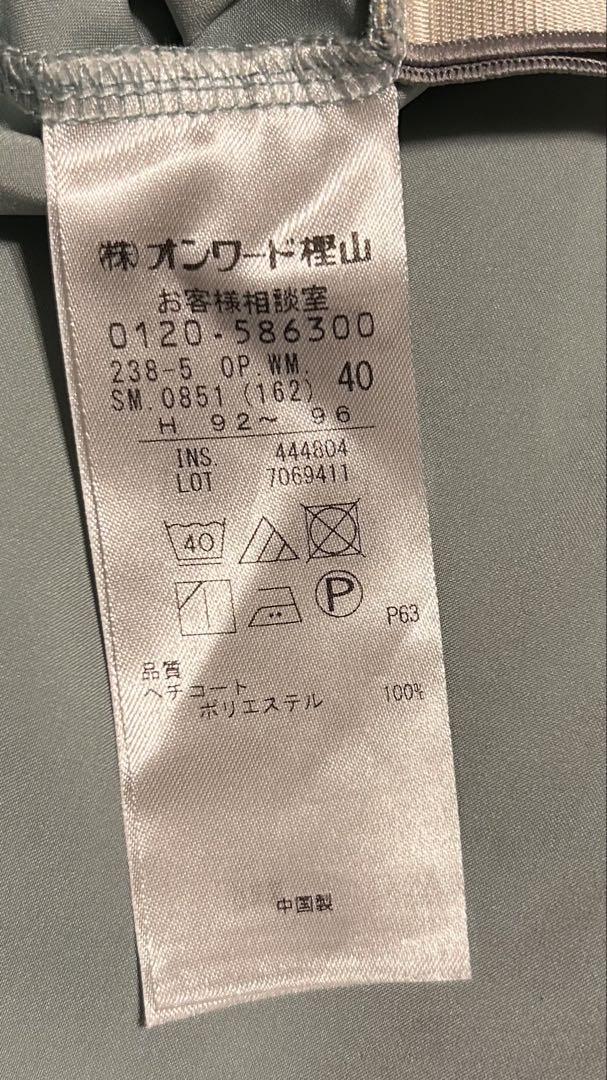 ㈱オンワード樫山
お客様相談室
0120-586300
238-5 OP.WM.
SM.0851 (162) 40
H 92～ 96
INS. 444804
LOT 7069411
40
P
P63
品質
ヘチコート
ポリエステル 100%
中国製